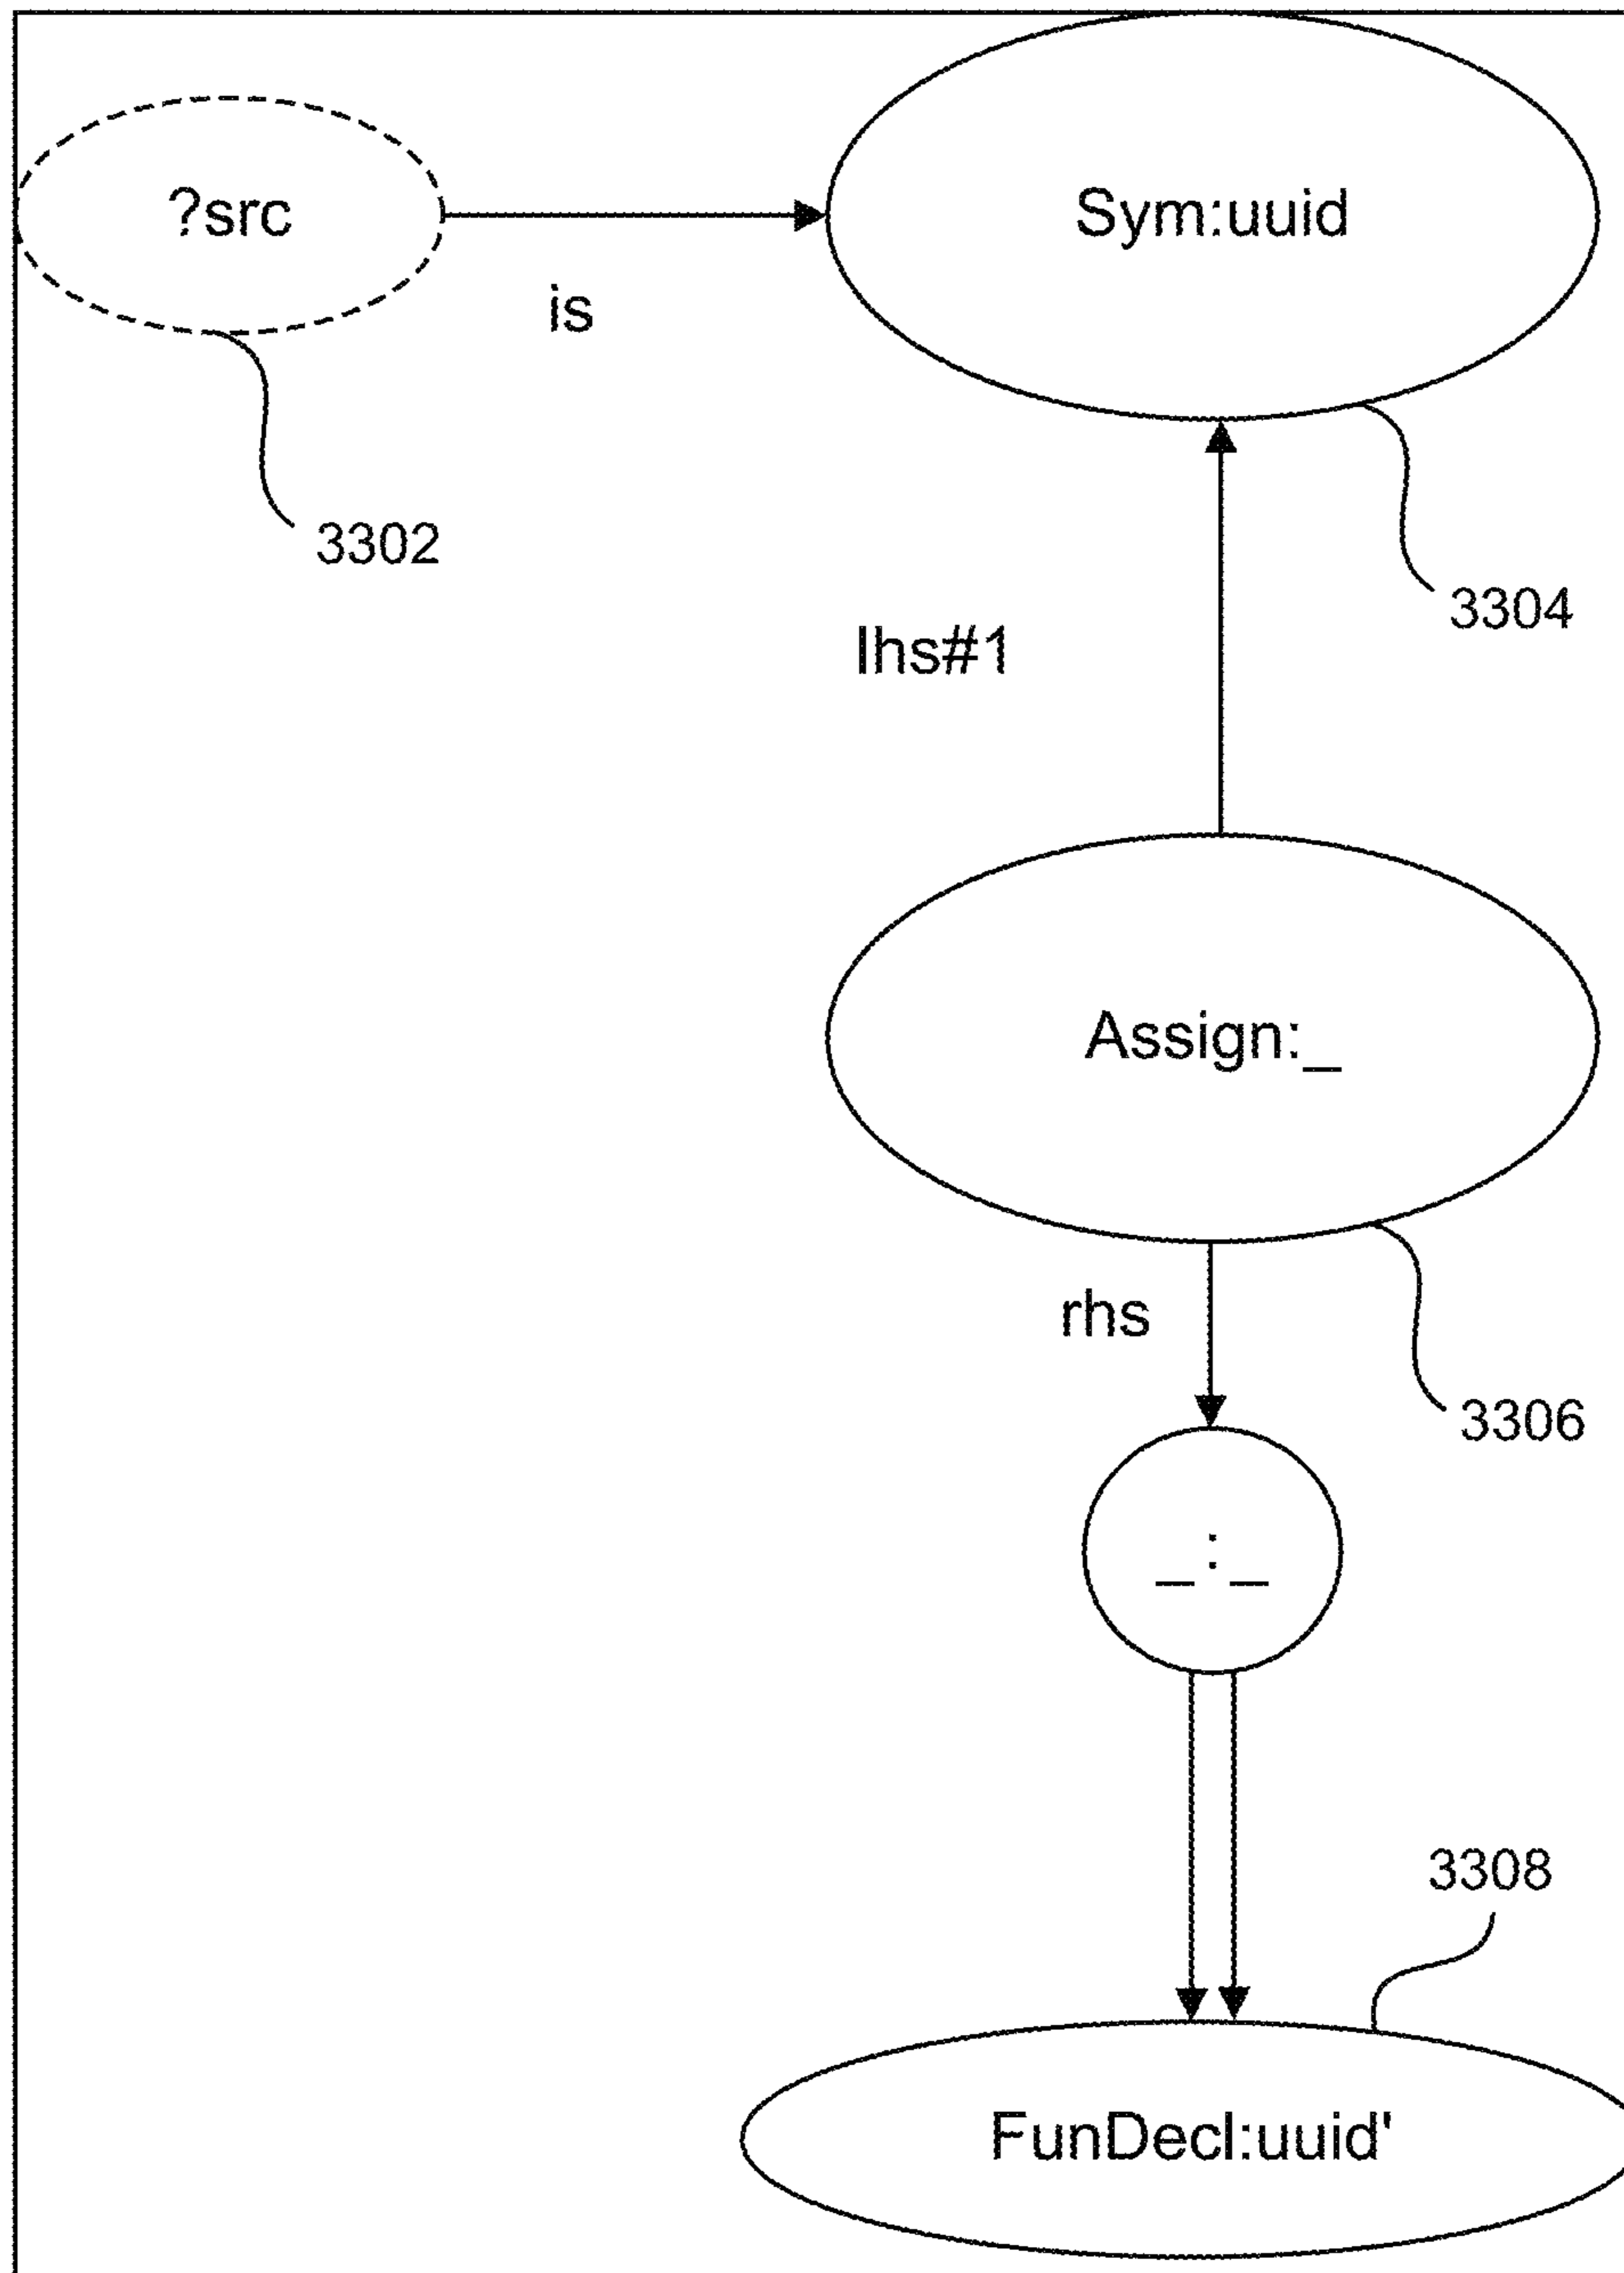 ?src
Sym:uuid
is
3302
3304
lhs#1
Assign:_
rhs
3306
_:_
3308
FunDecl:uuid'